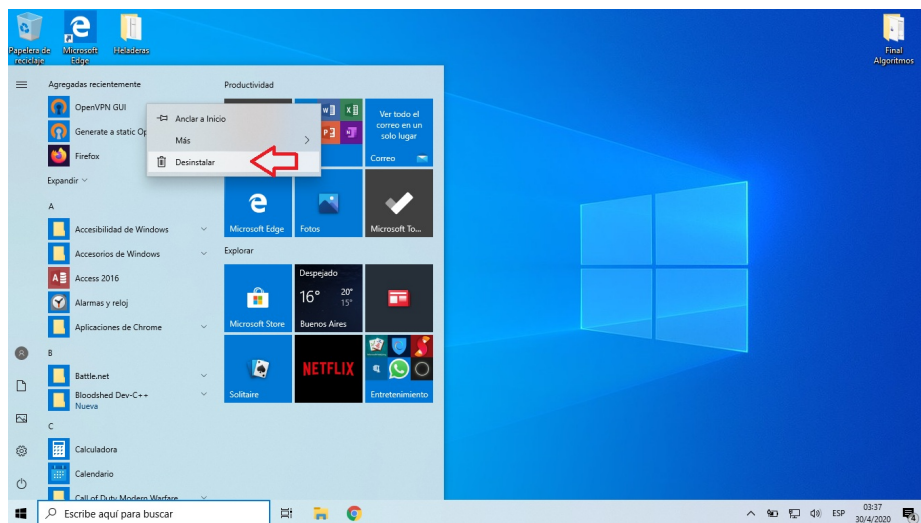 Papelera de
reciclaje
Microsoft
Edge
Heladeras
Final
Algoritmos
Agregadas recientemente
OpenVPN GUI
Generate a static Op
Firefox
Expandir
A
Accesibilidad de Windows
Accesorios de Windows
Access 2016
Alarmas y reloj
Aplicaciones de Chrome
B
Battle.net
Bloodshed Dev-C++
Nueva
C
Calculadora
Calendario
Call of Duty Modern Warfare
Anclar a Inicio
Más
Desinstalar
Productividad
Ver todo el
correo en un
solo lugar
Correo
Microsoft Edge
Fotos
Microsoft To...
Explorar
Microsoft Store
Despejado
16° 20°
15°
Buenos Aires
Solitaire
NETFLIX
Entretenimiento
Escribe aquí para buscar
ESP
03:37
30/4/2020